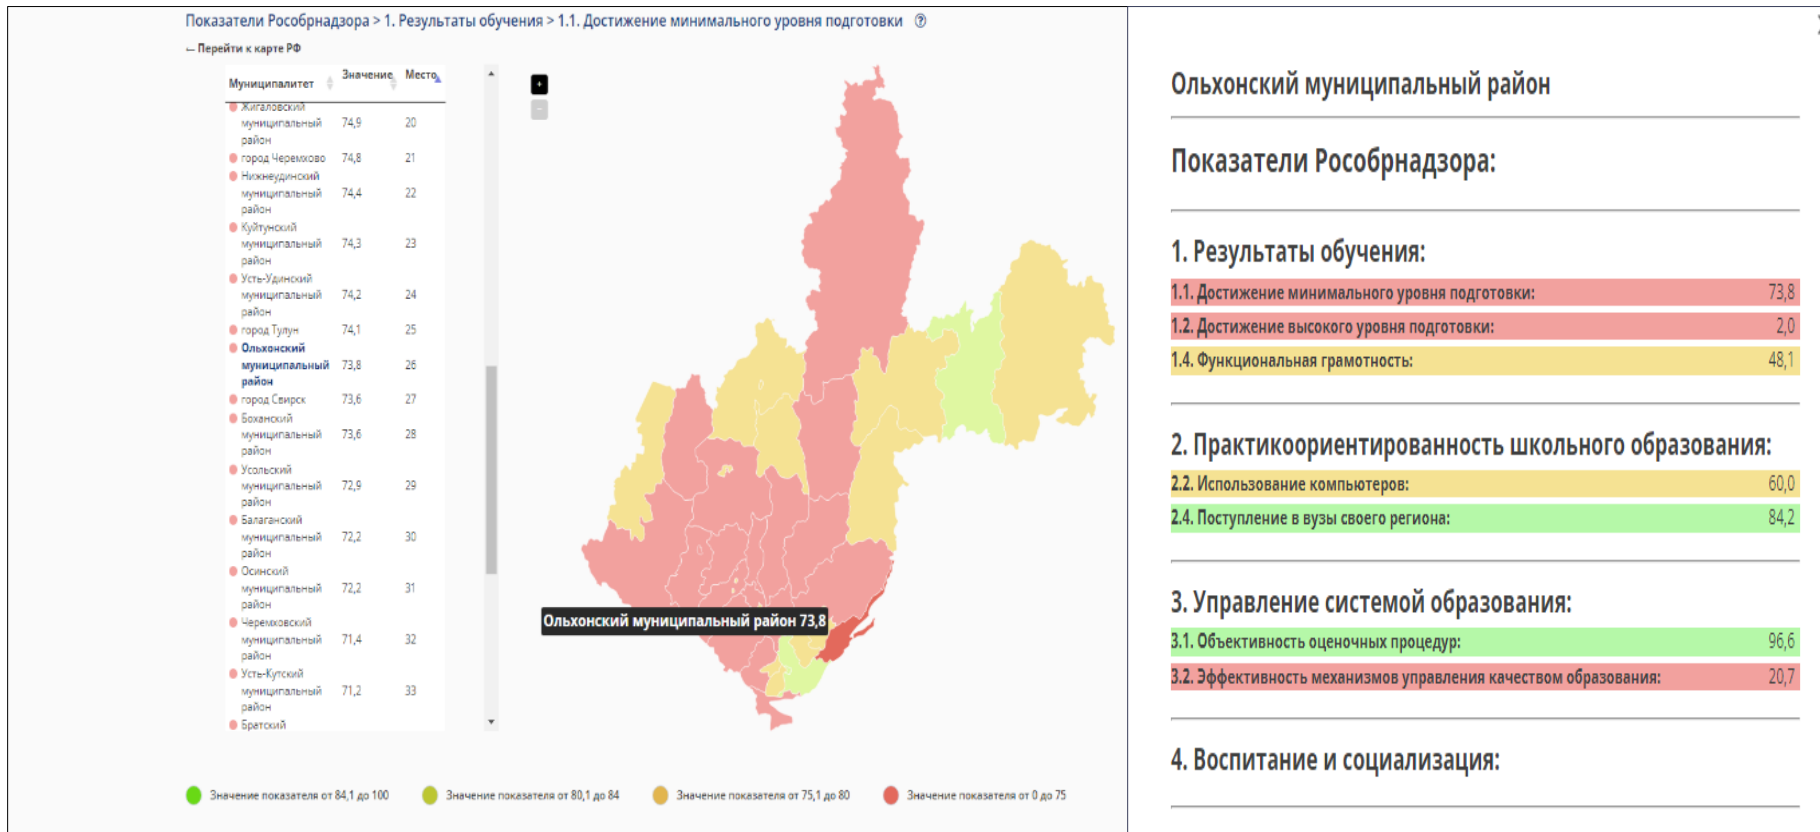 Показатели Рособрнадзора > 1. Результаты обучения > 1.1. Достижение минимального уровня подготовки ?
← Перейти к карте РФ
Муниципалитет Значение Место
Жигаловский
муниципальный 74,9 20
район
город Черемхово 74,8 21
Нижнеудинский
муниципальный 74,4 22
район
Куйтунский
муниципальный 74,3 23
район
Усть-Удинский
муниципальный 74,2 24
район
город Тулун 74,1 25
Ольхонский
муниципальный 73,8 26
район
город Свирск 73,6 27
Боханский
муниципальный 73,6 28
район
Усольский
муниципальный 72,9 29
район
Балаганский
муниципальный 72,2 30
район
Осинский
муниципальный 72,2 31
район
Черемховский
муниципальный 71,4 32
район
Усть-Кутский
муниципальный 71,2 33
район
Братский
+
−
Ольхонский муниципальный район 73,8
Значение показателя от 84,1 до 100
Значение показателя от 80,1 до 84
Значение показателя от 75,1 до 80
Значение показателя от 0 до 75
Ольхонский муниципальный район
Показатели Рособрнадзора:
1. Результаты обучения:
1.1. Достижение минимального уровня подготовки: 73,8
1.2. Достижение высокого уровня подготовки: 2,0
1.4. Функциональная грамотность: 48,1
2. Практикоориентированность школьного образования:
2.2. Использование компьютеров: 60,0
2.4. Поступление в вузы своего региона: 84,2
3. Управление системой образования:
3.1. Объективность оценочных процедур: 96,6
3.2. Эффективность механизмов управления качеством образования: 20,7
4. Воспитание и социализация: